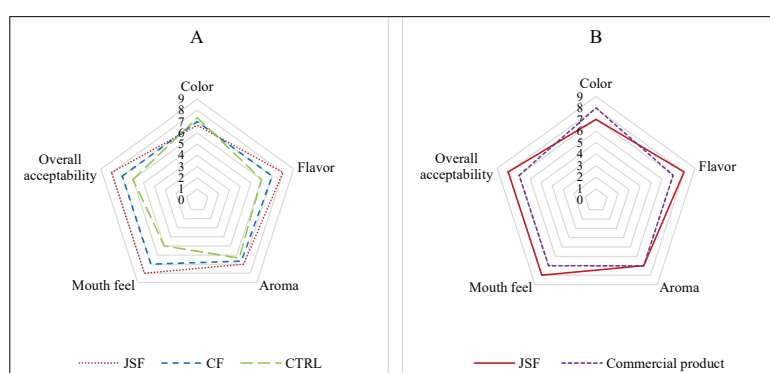 A
Color
9
8
7
6
5
4
3
2
1
0
Flavor
Aroma
Mouth feel
Overall
acceptability
JSF
CF
CTRL
B
Color
9
8
7
6
5
4
3
2
1
0
Flavor
Aroma
Mouth feel
Overall
acceptability
JSF
Commercial product